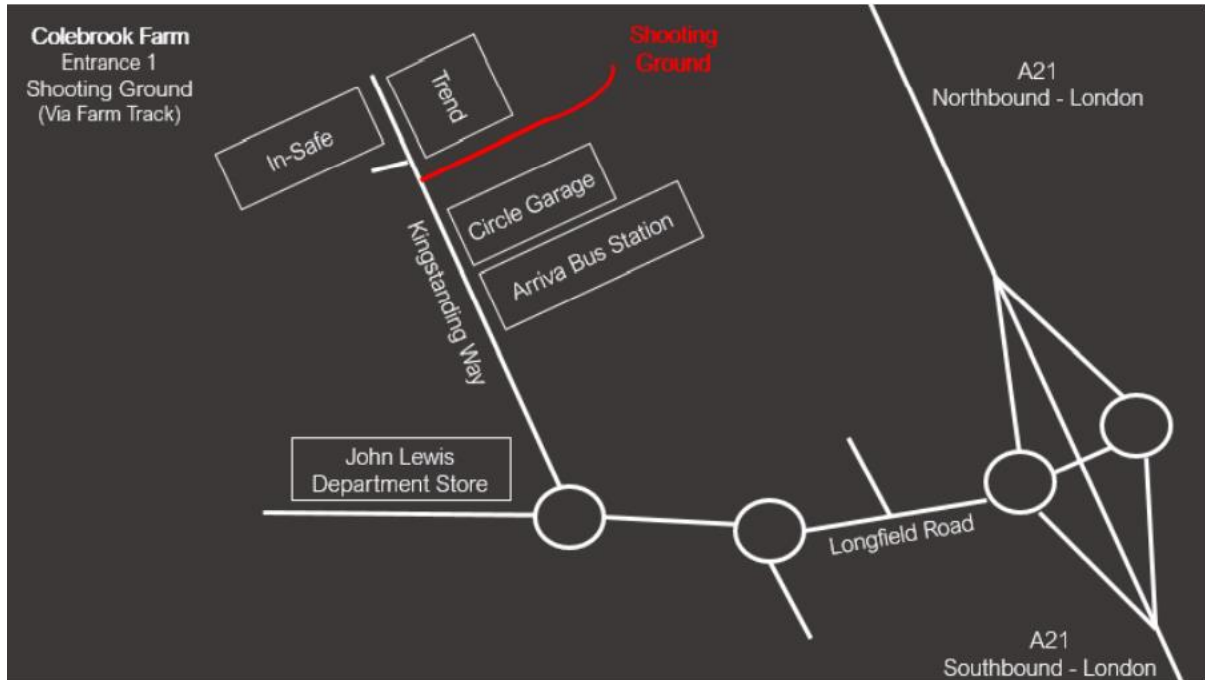 Colebrook Farm
Entrance 1
Shooting Ground
(Via Farm Track)
Shooting
Ground
A21
Northbound - London
Trend
In-Safe
Circle Garage
Arriva Bus Station
Kingstanding Way
John Lewis
Department Store
Longfield Road
A21
Southbound - London